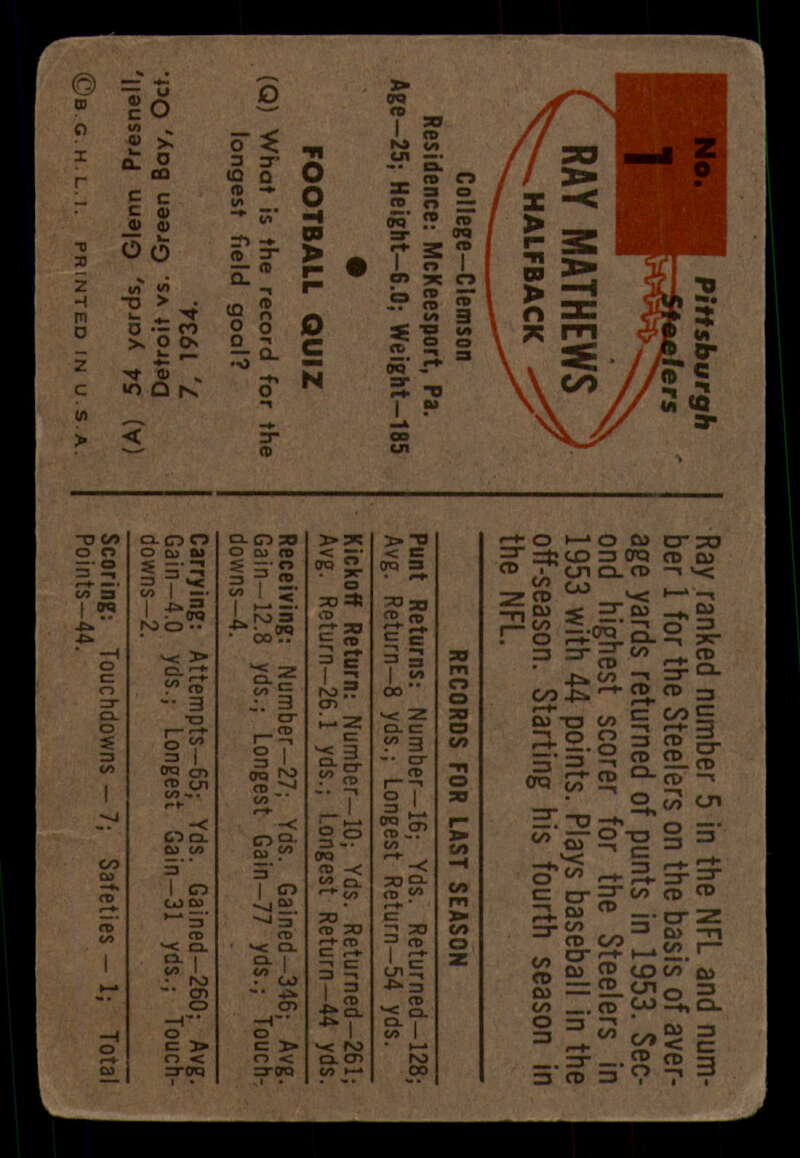 No.
1
Pittsburgh
Steelers
RAY MATHEWS
HALFBACK
College—Clemson
Residence: McKeesport, Pa.
Age—25; Height—6.0; Weight—185
FOOTBALL QUIZ
(Q) What is the record for the
longest field goal?
(A) 54 yards, Glenn Presnell,
Detroit vs. Green Bay, Oct.
7, 1934.
©B.G.H.L.I. PRINTED IN U.S.A.
Ray ranked number 5 in the NFL and num-
ber 1 for the Steelers on the basis of aver-
age yards returned of punts in 1953. Sec-
ond highest scorer for the Steelers in
1953 with 44 points. Plays baseball in the
off-season. Starting his fourth season in
the NFL.
RECORDS FOR LAST SEASON
Punt Returns: Number—16; Yds. Returned—128;
Avg. Return—8 yds.; Longest Return—54 yds.
Kickoff Return: Number—10; Yds. Returned—261;
Avg. Return—26.1 yds.; Longest Return—44 yds.
Receiving: Number—27; Yds. Gained—346; Avg.
Gain—12.8 yds.; Longest Gain—77 yds.; Touch-
downs—4.
Carrying: Attempts—65; Yds. Gained—260; Avg.
Gain—4.0 yds.; Longest Gain—31 yds.; Touch-
downs—2.
Scoring: Touchdowns — 7; Safeties — 1; Total
Points—44.